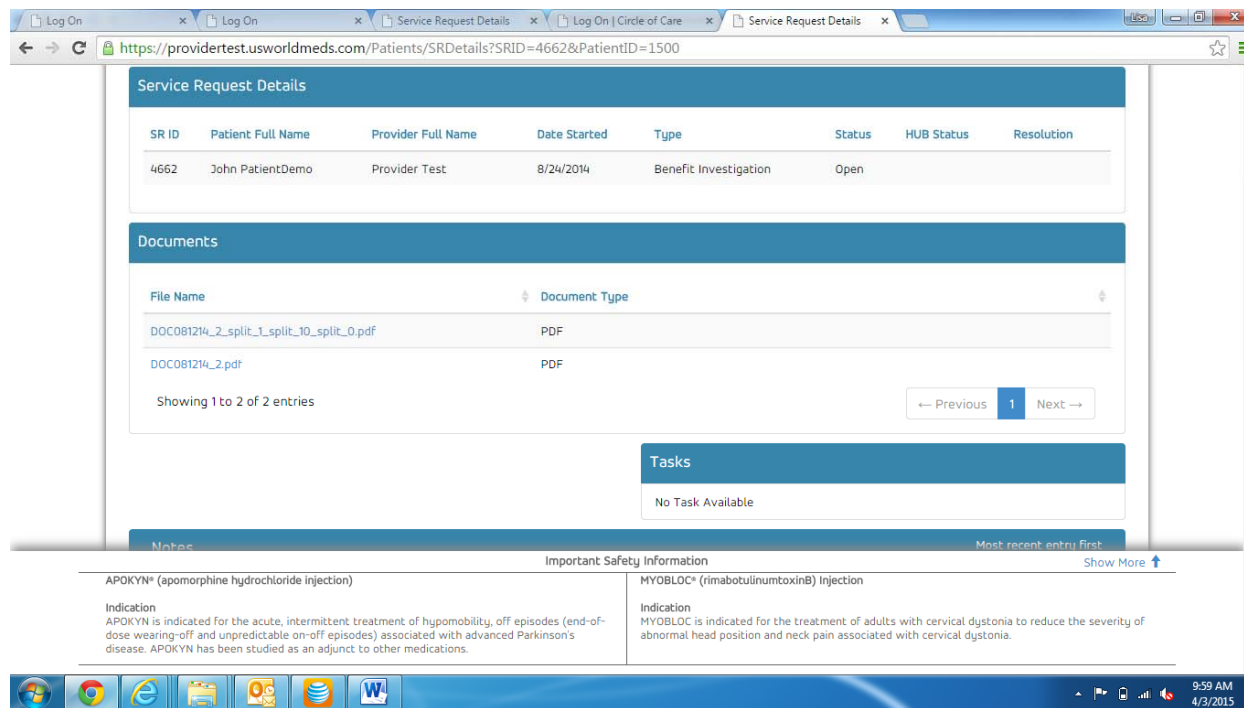 Log On
Log On
Service Request Details
Log On | Circle of Care
Service Request Details
Lisa
https://providertest.usworldmeds.com/Patients/SRDetails?SRID=4662&PatientID=1500
Service Request Details
SR ID Patient Full Name Provider Full Name Date Started Type Status HUB Status Resolution
4662 John PatientDemo Provider Test 8/24/2014 Benefit Investigation Open
Documents
File Name Document Type
DOC081214_2_split_1_split_10_split_0.pdf PDF
DOC081214_2.pdf PDF
Showing 1 to 2 of 2 entries
← Previous 1 Next →
Tasks
No Task Available
Notes Most recent entry first
Important Safety Information Show More
APOKYN® (apomorphine hydrochloride injection)
Indication
APOKYN is indicated for the acute, intermittent treatment of hypomobility, off episodes (end-of-
dose wearing-off and unpredictable on-off episodes) associated with advanced Parkinson's
disease. APOKYN has been studied as an adjunct to other medications.
MYOBLOC® (rimabotulinumtoxinB) Injection
Indication
MYOBLOC is indicated for the treatment of adults with cervical dystonia to reduce the severity of
abnormal head position and neck pain associated with cervical dystonia.
9:59 AM
4/3/2015